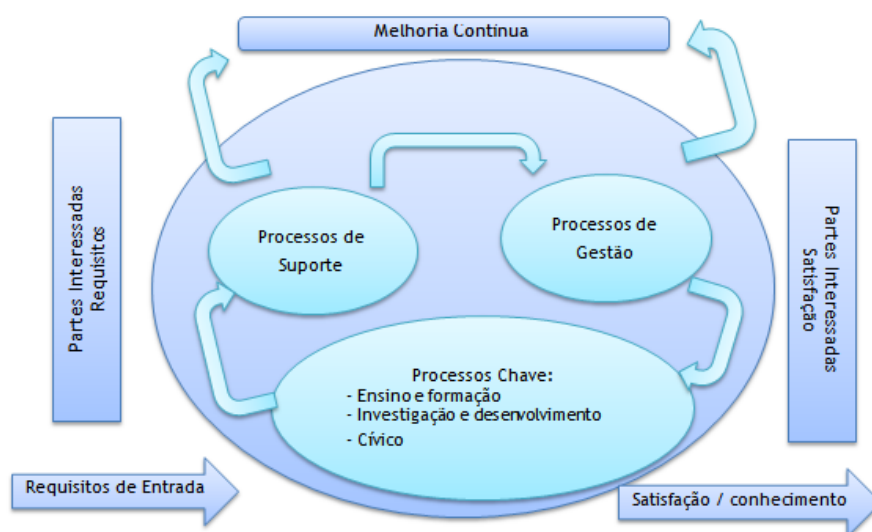 Melhoria Contínua
Partes Interessadas
Requisitos
Processos de
Suporte
Processos de
Gestão
Partes Interessadas
Satisfação
Processos Chave:
- Ensino e formação
- Investigação e desenvolvimento
- Cívico
Requisitos de Entrada
Satisfação / conhecimento